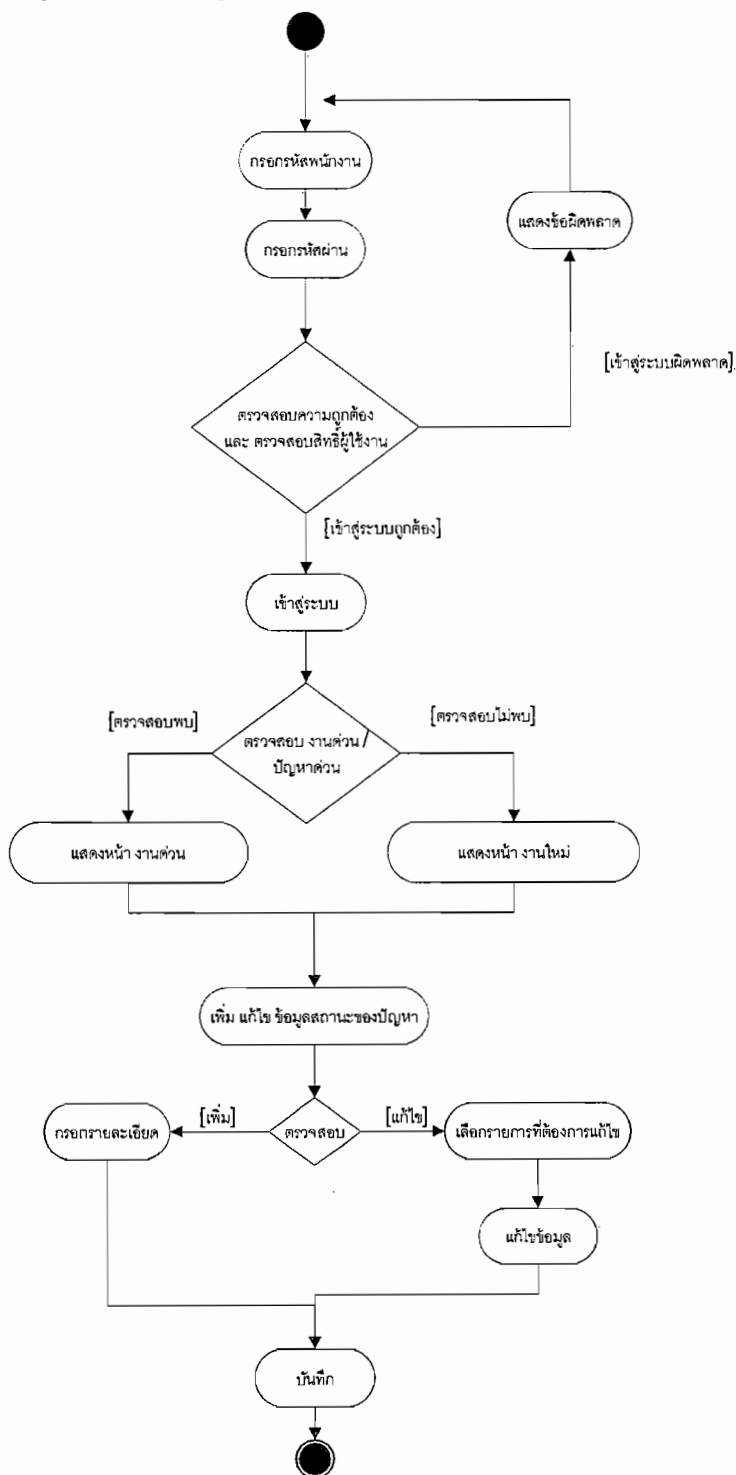 กรอกรหัสพนักงาน
แสดงข้อผิดพลาด
กรอกรหัสผ่าน
[เข้าสู่ระบบผิดพลาด]
ตรวจสอบความถูกต้อง
และ ตรวจสอบสิทธิ์ผู้ใช้งาน
[เข้าสู่ระบบถูกต้อง]
เข้าสู่ระบบ
[ตรวจสอบพบ]
[ตรวจสอบไม่พบ]
ตรวจสอบ งานด่วน /
ปัญหาด่วน
แสดงหน้า งานด่วน
แสดงหน้า งานใหม่
เพิ่ม แก้ไข ข้อมูลสถานะของปัญหา
[เพิ่ม]
[แก้ไข]
กรอกรายละเอียด
ตรวจสอบ
เลือกรายการที่ต้องการแก้ไข
แก้ไขข้อมูล
บันทึก